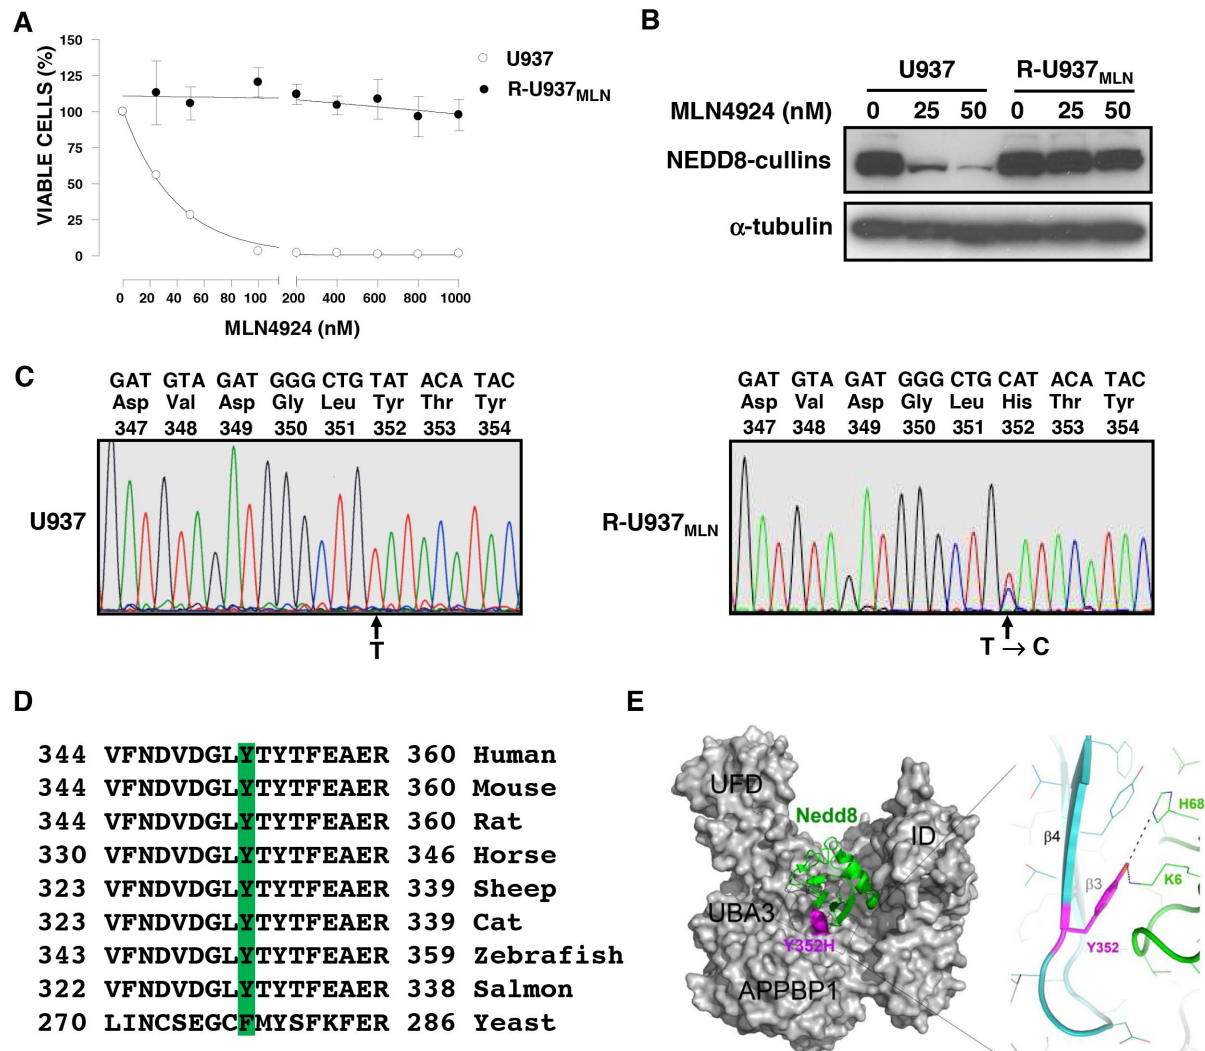 A
VIABLE CELLS (%)
150
125
100
75
50
25
0
0 20 40 60 80 100 200 400 600 800 1000
MLN4924 (nM)
U937
R-U937MLN
B
U937 R-U937MLN
MLN4924 (nM) 0 25 50 0 25 50
NEDD8-cullins
α-tubulin
C
GAT GTA GAT GGG CTG TAT ACA TAC
Asp Val Asp Gly Leu Tyr Thr Tyr
347 348 349 350 351 352 353 354
U937
T
GAT GTA GAT GGG CTG CAT ACA TAC
Asp Val Asp Gly Leu His Thr Tyr
347 348 349 350 351 352 353 354
R-U937MLN
T → C
D
344 VFNDVDGLYTYTFEAER 360 Human
344 VFNDVDGLYTYTFEAER 360 Mouse
344 VFNDVDGLYTYTFEAER 360 Rat
330 VFNDVDGLYTYTFEAER 346 Horse
323 VFNDVDGLYTYTFEAER 339 Sheep
323 VFNDVDGLYTYTFEAER 339 Cat
343 VFNDVDGLYTYTFEAER 359 Zebrafish
322 VFNDVDGLYTYTFEAER 338 Salmon
270 LINCSEGCFMYSFKFER 286 Yeast
E
UFD
Nedd8
ID
UBA3
Y352H
APPBP1
β4
β3
H68
K6
Y352